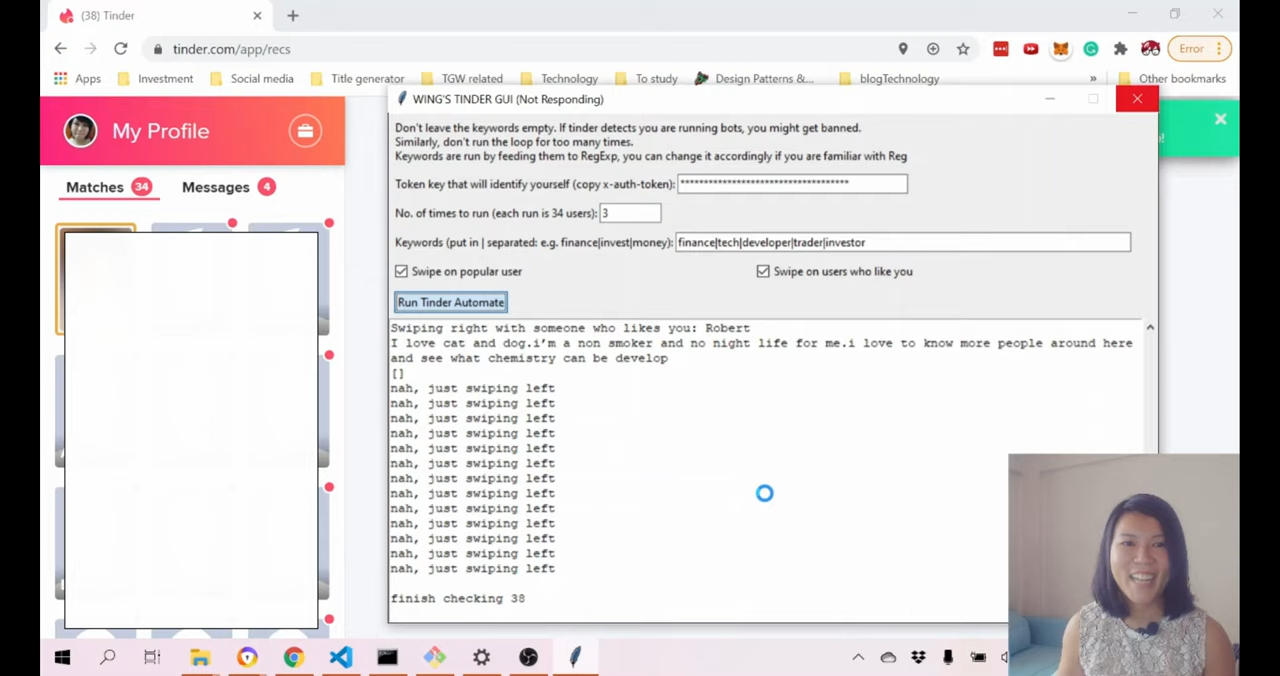 (38) Tinder
tinder.com/app/recs
Error
Apps Investment Social media Title generator TGW related Technology To study Design Patterns &... blogTechnology » Other bookmarks
WING'S TINDER GUI (Not Responding)
My Profile
Don't leave the keywords empty. If tinder detects you are running bots, you might get banned.
Similarly, don't run the loop for too many times.
Keywords are run by feeding them to RegExp, you can change it accordingly if you are familiar with Reg
Matches 34 Messages 4
Token key that will identify yourself (copy x-auth-token): ************************************
No. of times to run (each run is 34 users): 3
Keywords (put in | separated: e.g. finance|invest|money): finance|tech|developer|trader|investor
Swipe on popular user Swipe on users who like you
Run Tinder Automate
Swiping right with someone who likes you: Robert
I love cat and dog.i'm a non smoker and no night life for me.i love to know more people around here
and see what chemistry can be develop
[]
nah, just swiping left
nah, just swiping left
nah, just swiping left
nah, just swiping left
nah, just swiping left
nah, just swiping left
nah, just swiping left
nah, just swiping left
nah, just swiping left
nah, just swiping left
nah, just swiping left
nah, just swiping left
nah, just swiping left
finish checking 38